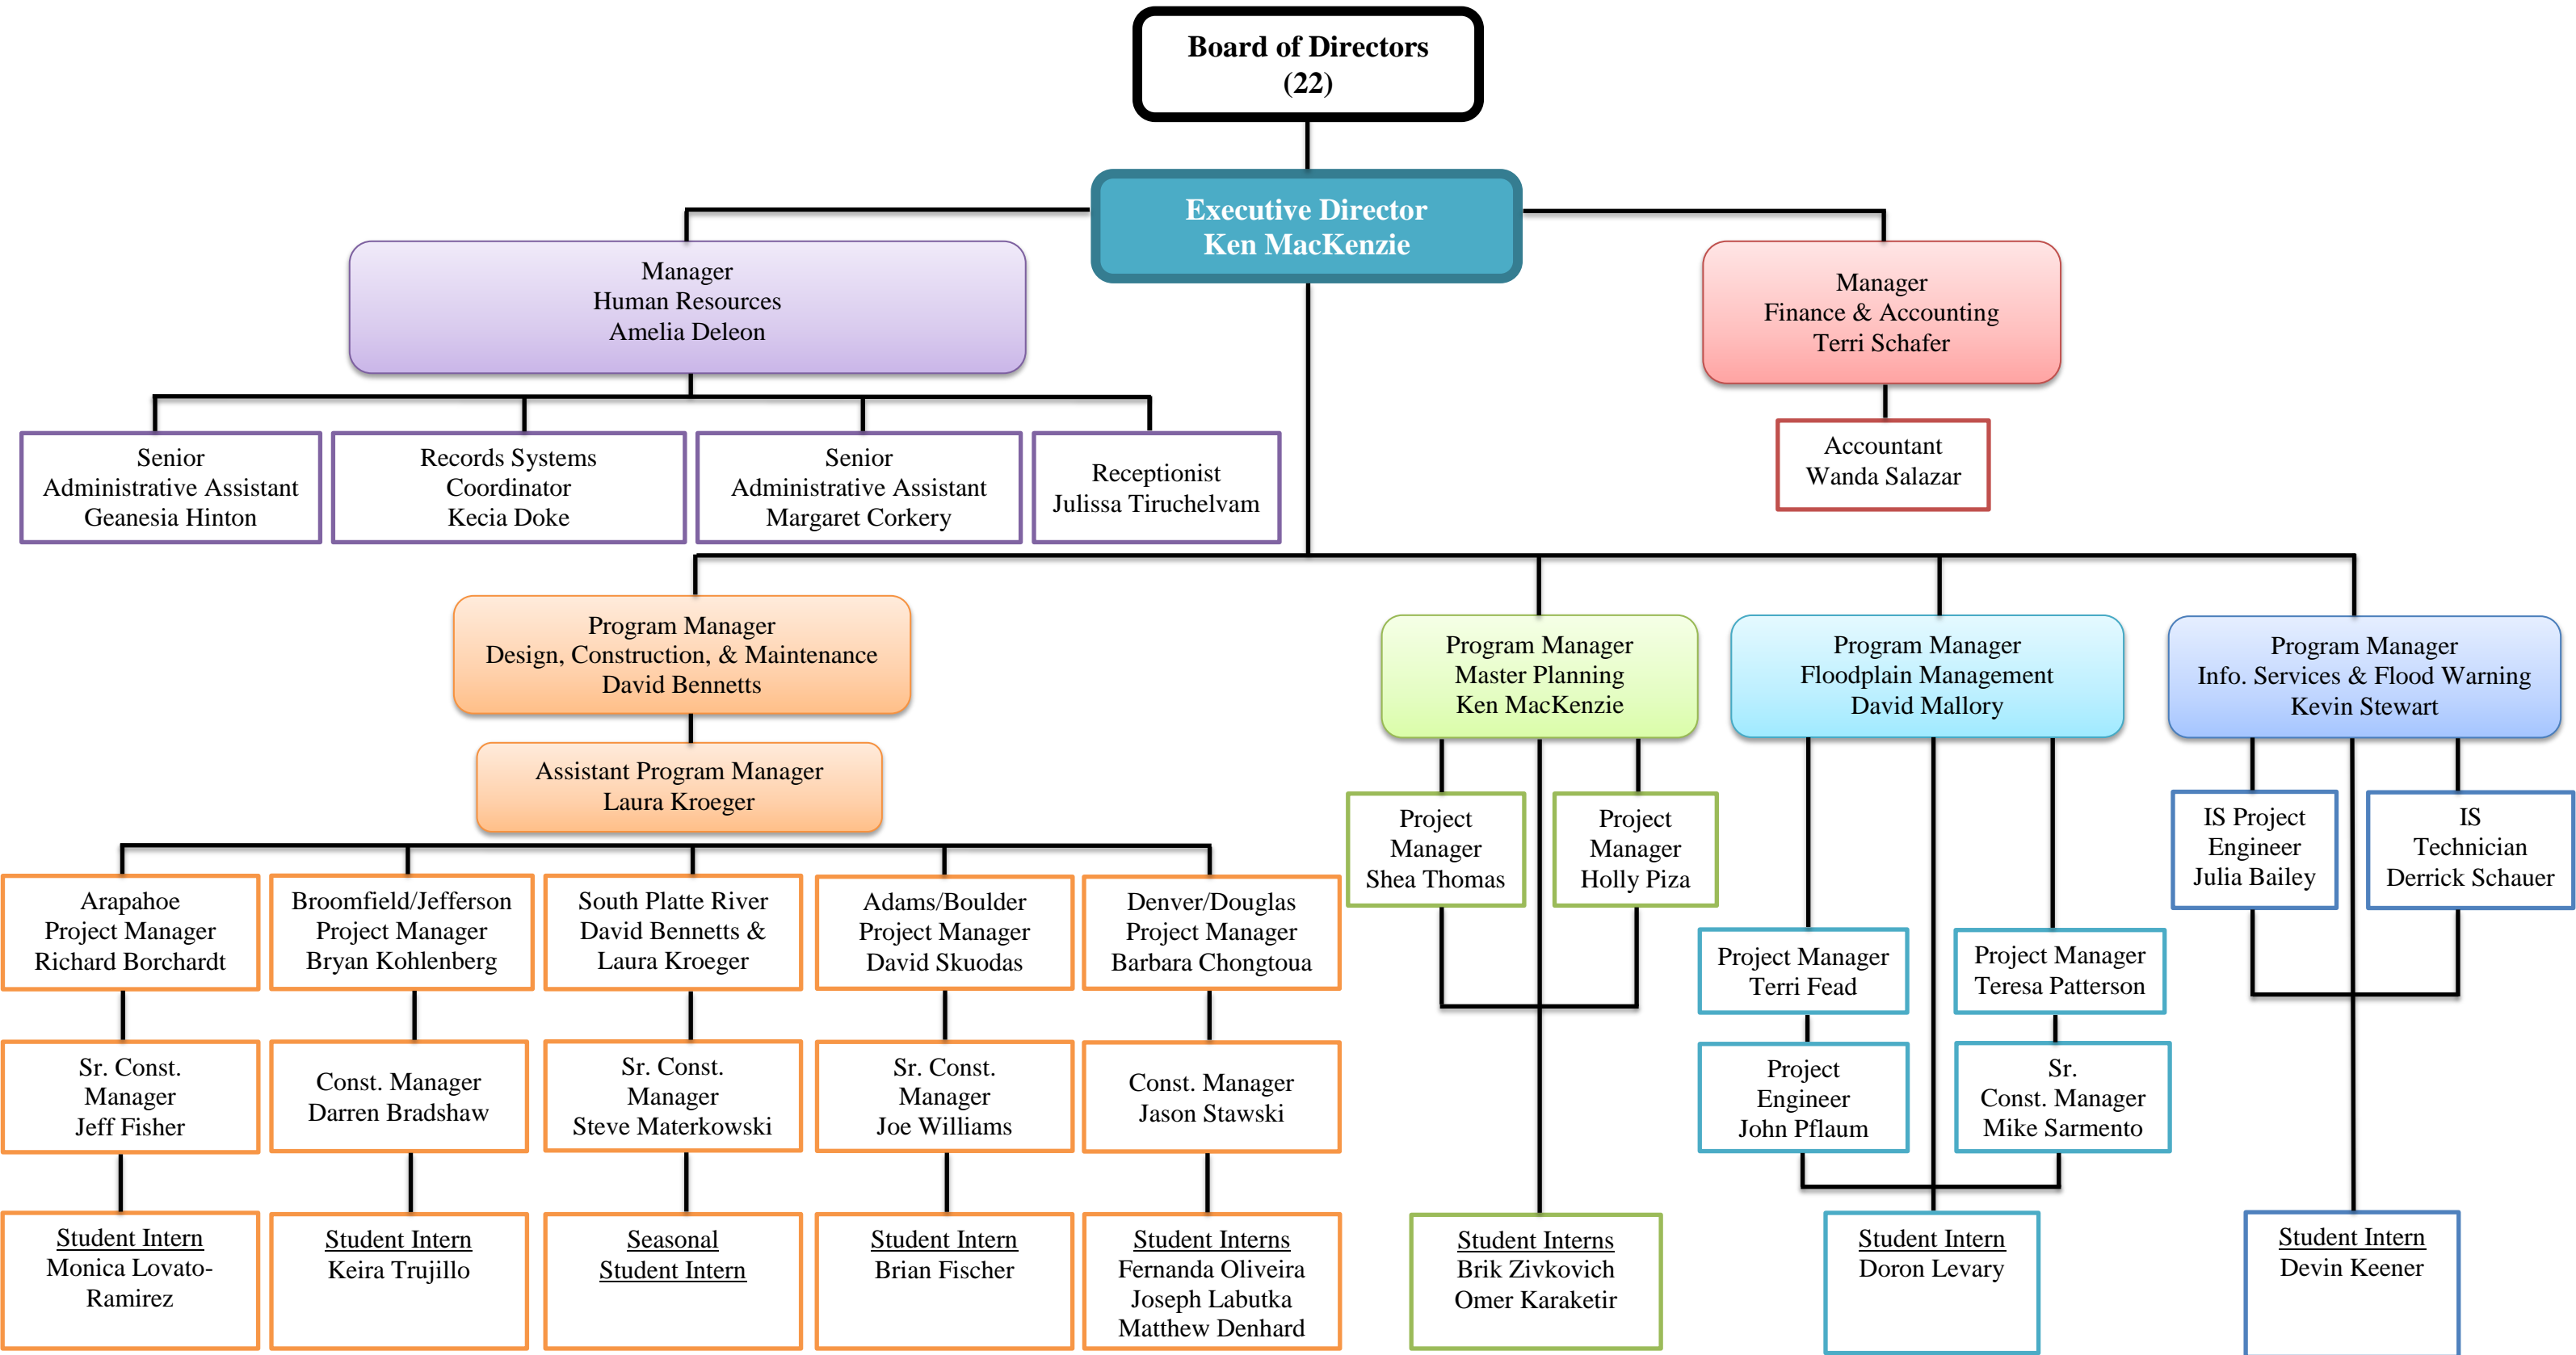 Board of Directors
(22)
Executive Director
Ken MacKenzie
Manager
Human Resources
Amelia Deleon
Manager
Finance & Accounting
Terri Schafer
Senior
Administrative Assistant
Geanesia Hinton
Records Systems
Coordinator
Kecia Doke
Senior
Administrative Assistant
Margaret Corkery
Receptionist
Julissa Tiruchelvam
Accountant
Wanda Salazar
Program Manager
Design, Construction, & Maintenance
David Bennetts
Program Manager
Master Planning
Ken MacKenzie
Program Manager
Floodplain Management
David Mallory
Program Manager
Info. Services & Flood Warning
Kevin Stewart
Assistant Program Manager
Laura Kroeger
Project
Manager
Shea Thomas
Project
Manager
Holly Piza
IS Project
Engineer
Julia Bailey
IS
Technician
Derrick Schauer
Arapahoe
Project Manager
Richard Borchardt
Broomfield/Jefferson
Project Manager
Bryan Kohlenberg
South Platte River
David Bennetts &
Laura Kroeger
Adams/Boulder
Project Manager
David Skuodas
Denver/Douglas
Project Manager
Barbara Chongtoua
Project Manager
Terri Fead
Project Manager
Teresa Patterson
Sr. Const.
Manager
Jeff Fisher
Const. Manager
Darren Bradshaw
Sr. Const.
Manager
Steve Materkowski
Sr. Const.
Manager
Joe Williams
Const. Manager
Jason Stawski
Project
Engineer
John Pflaum
Sr.
Const. Manager
Mike Sarmento
Student Intern
Monica Lovato-
Ramirez
Student Intern
Keira Trujillo
Seasonal
Student Intern
Student Intern
Brian Fischer
Student Interns
Fernanda Oliveira
Joseph Labutka
Matthew Denhard
Student Interns
Brik Zivkovich
Omer Karaketir
Student Intern
Doron Levary
Student Intern
Devin Keener